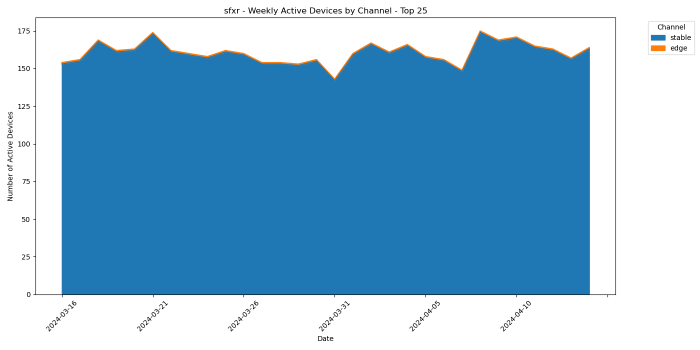 sfxr - Weekly Active Devices by Channel - Top 25
Channel
stable
edge
Number of Active Devices
175
150
125
100
75
50
25
0
2024-03-16
2024-03-21
2024-03-26
2024-03-31
2024-04-05
2024-04-10
Date